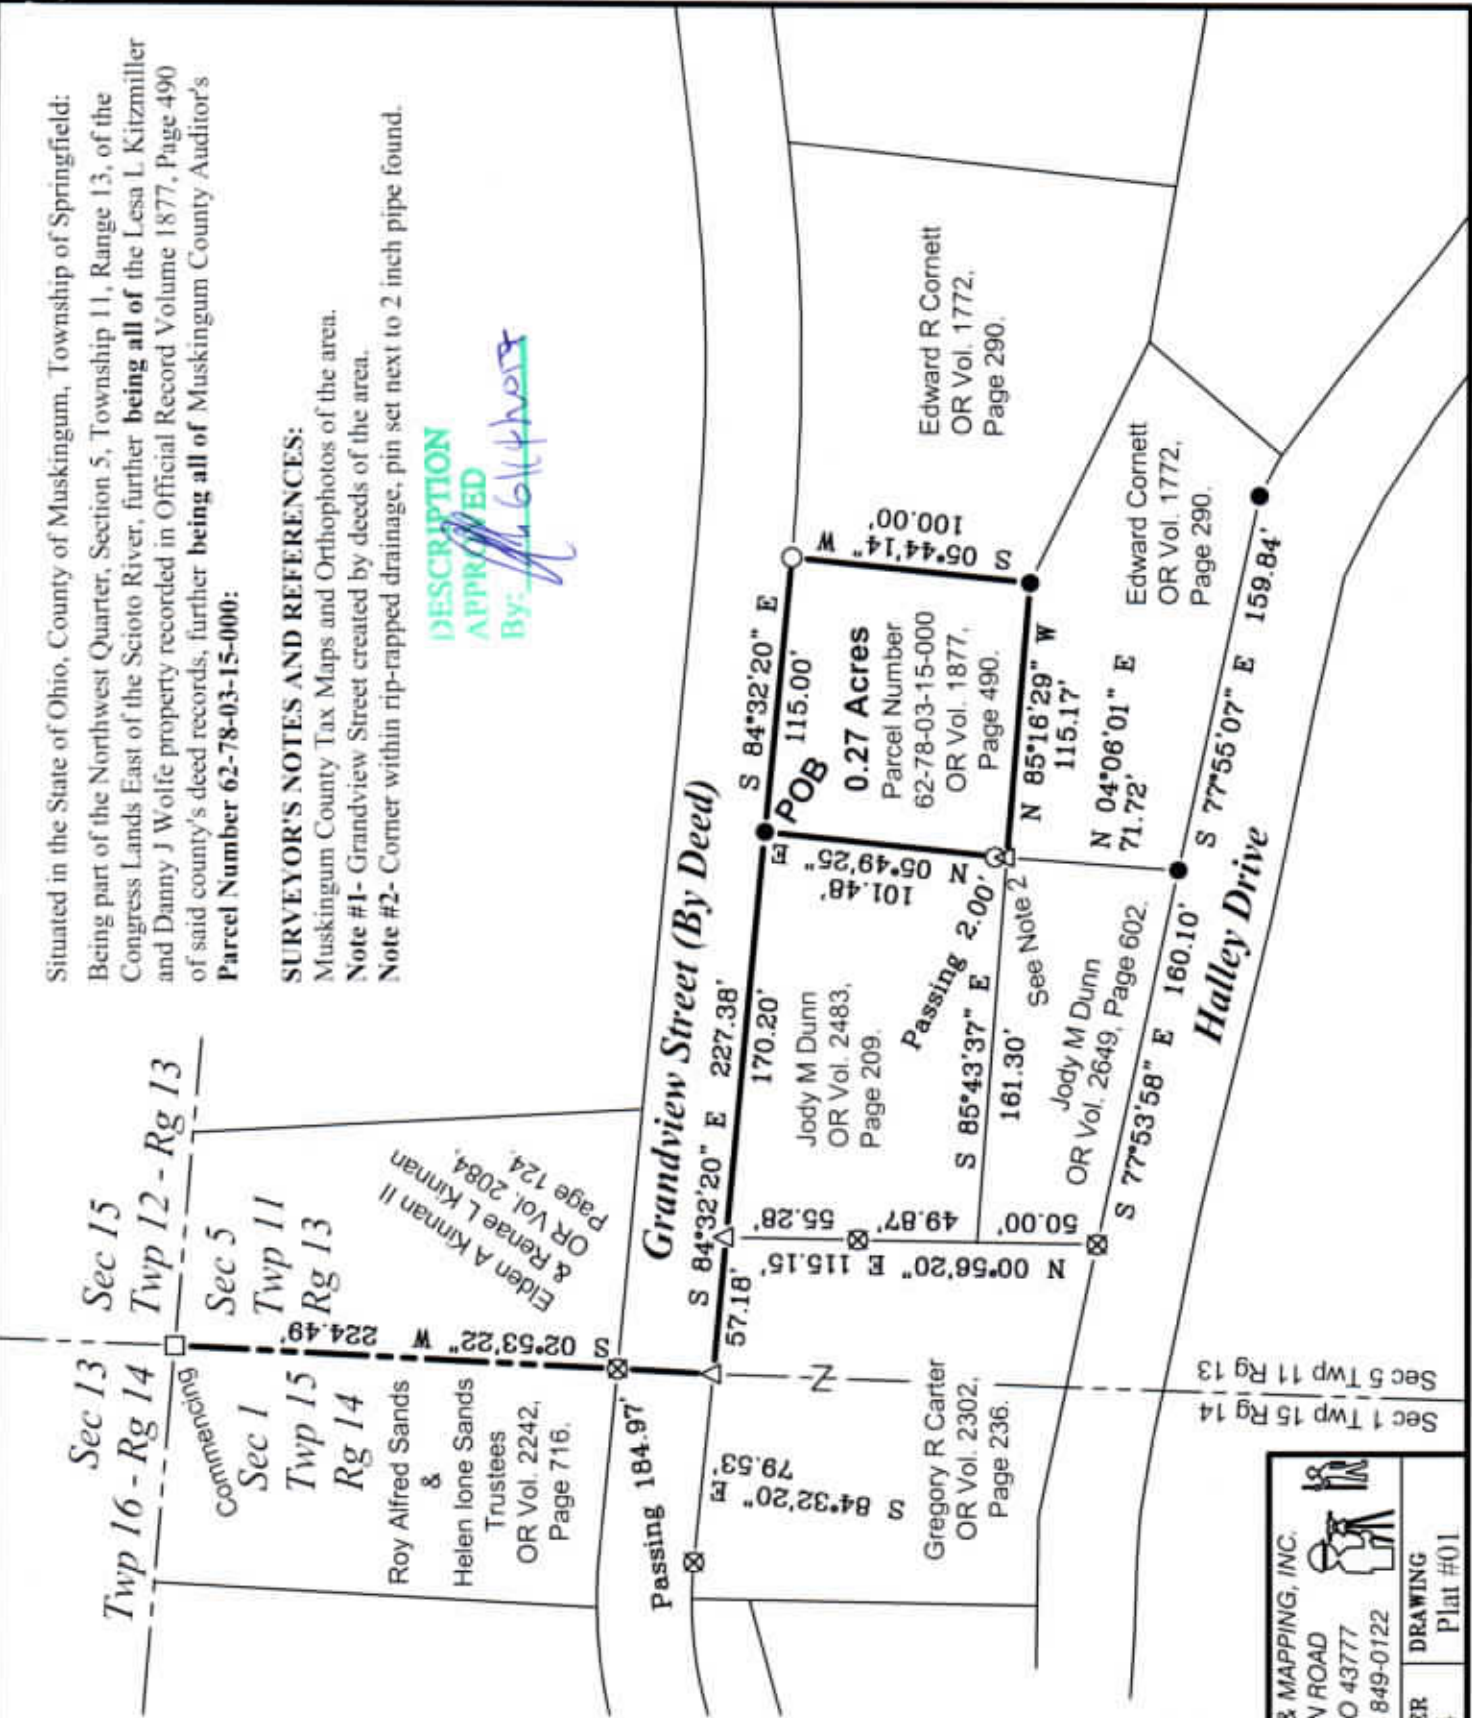 Situated in the State of Ohio, County of Muskingum, Township of Springfield:
Being part of the Northwest Quarter, Section 5, Township 11, Range 13, of the
Congress Lands East of the Scioto River, further being all of the Lesa L Kitzmiller
and Danny J Wolfe property recorded in Official Record Volume 1877, Page 490
of said county's deed records, further being all of Muskingum County Auditor's
Parcel Number 62-78-03-15-000:
SURVEYOR'S NOTES AND REFERENCES:
Muskingum County Tax Maps and Orthophotos of the area.
Note #1- Grandview Street created by deeds of the area.
Note #2- Corner within rip-rapped drainage, pin set next to 2 inch pipe found.
DESCRIPTION
APPROVED
By:
Sec 13
Twp 16 - Rg 14
Sec 15
Twp 12 - Rg 13
Commencing
Sec 1
Twp 15
Rg 14
Sec 5
Twp 11
Rg 13
Roy Alfred Sands
&
Helen Ione Sands
Trustees
OR Vol. 2242,
Page 716.
S 02°53'22" W 224.49'
Elden A Kinnan II
& Renae L Kinnan
OR Vol. 2084,
Page 124.
Passing 184.97'
Grandview Street (By Deed)
S 84°32'20" E 227.38'
57.18'
170.20'
S 84°32'20" E
115.00'
POB
S 84°32'20" E
79.53'
Gregory R Carter
OR Vol. 2302,
Page 236.
N 00°56'20" E 115.15'
55.28'
49.87'
50.00'
Jody M Dunn
OR Vol. 2483,
Page 209.
N 05°49'25" E
101.48'
0.27 Acres
Parcel Number
62-78-03-15-000
OR Vol. 1877,
Page 490.
S 05°44'14" W
100.00'
Edward R Cornett
OR Vol. 1772,
Page 290.
Passing 2.00'
S 85°43'37" E
161.30'
See Note 2
N 85°16'29" W
115.17'
N 04°06'01" E
71.72'
Edward Cornett
OR Vol. 1772,
Page 290.
Jody M Dunn
OR Vol. 2649, Page 602.
S 77°53'58" E 160.10'
S 77°55'07" E 159.84'
Halley Drive
N
Sec 5 Twp 11 Rg 13
Sec 1 Twp 15 Rg 14
& MAPPING, INC.
N ROAD
O 43777
849-0122
ER
DRAWING
Plat #01